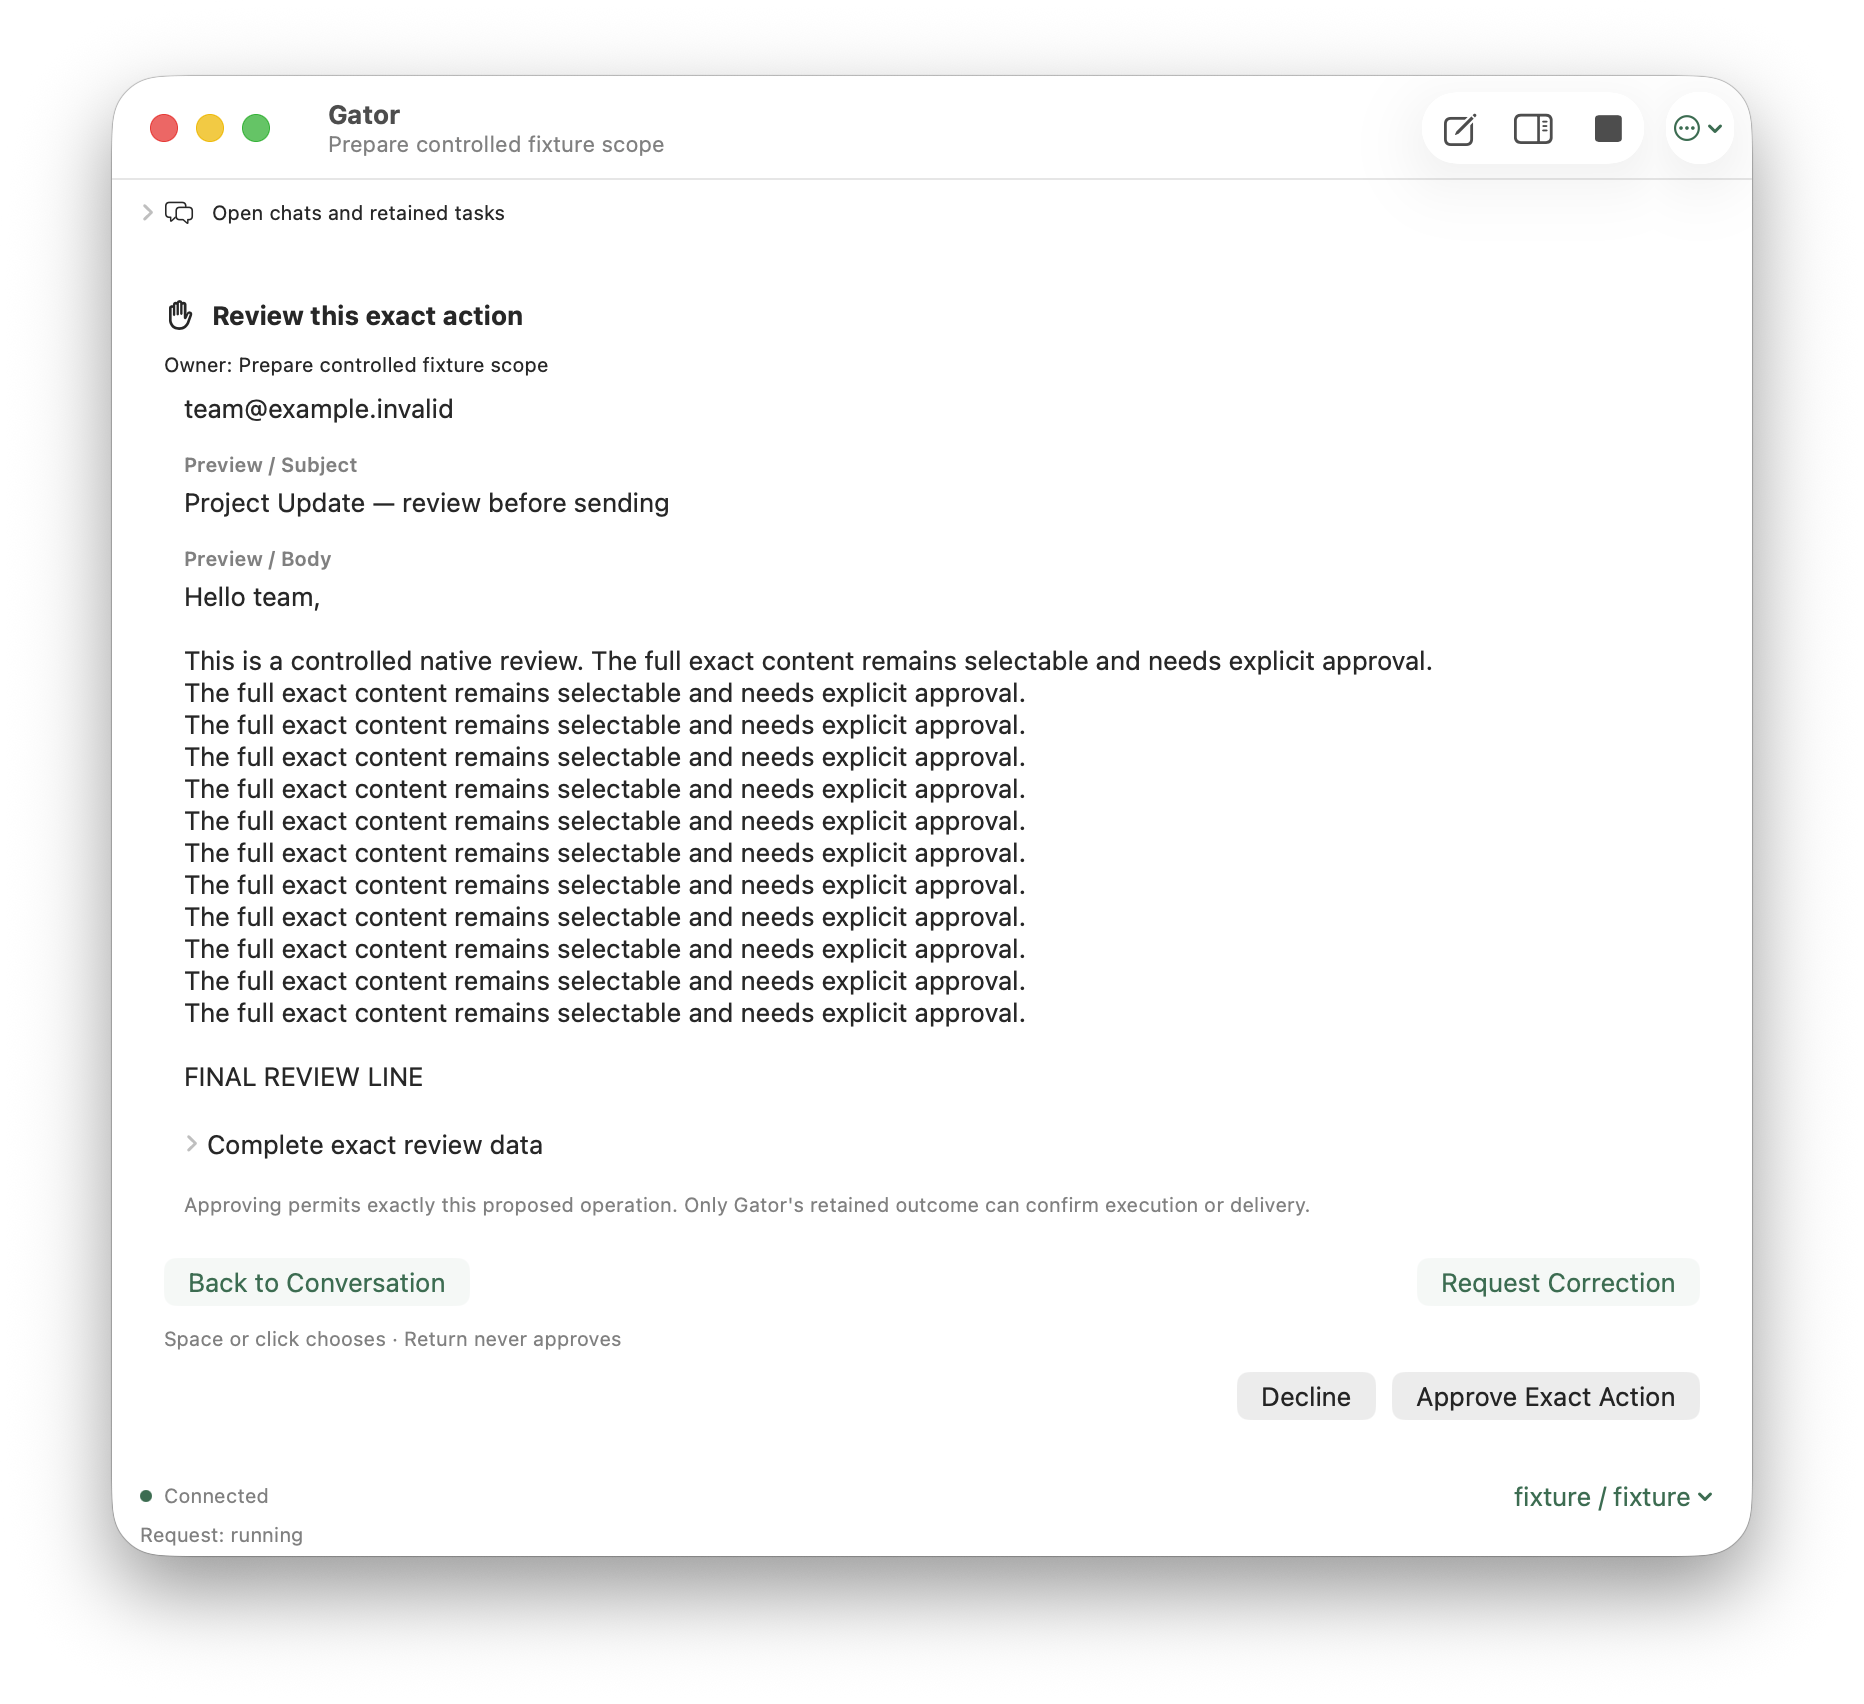 Gator
Prepare controlled fixture scope
Open chats and retained tasks
Review this exact action
Owner: Prepare controlled fixture scope
team@example.invalid
Preview / Subject
Project Update — review before sending
Preview / Body
Hello team,
This is a controlled native review. The full exact content remains selectable and needs explicit approval.
The full exact content remains selectable and needs explicit approval.
The full exact content remains selectable and needs explicit approval.
The full exact content remains selectable and needs explicit approval.
The full exact content remains selectable and needs explicit approval.
The full exact content remains selectable and needs explicit approval.
The full exact content remains selectable and needs explicit approval.
The full exact content remains selectable and needs explicit approval.
The full exact content remains selectable and needs explicit approval.
The full exact content remains selectable and needs explicit approval.
The full exact content remains selectable and needs explicit approval.
The full exact content remains selectable and needs explicit approval.
FINAL REVIEW LINE
Complete exact review data
Approving permits exactly this proposed operation. Only Gator's retained outcome can confirm execution or delivery.
Back to Conversation
Request Correction
Space or click chooses · Return never approves
Decline
Approve Exact Action
Connected
fixture / fixture
Request: running